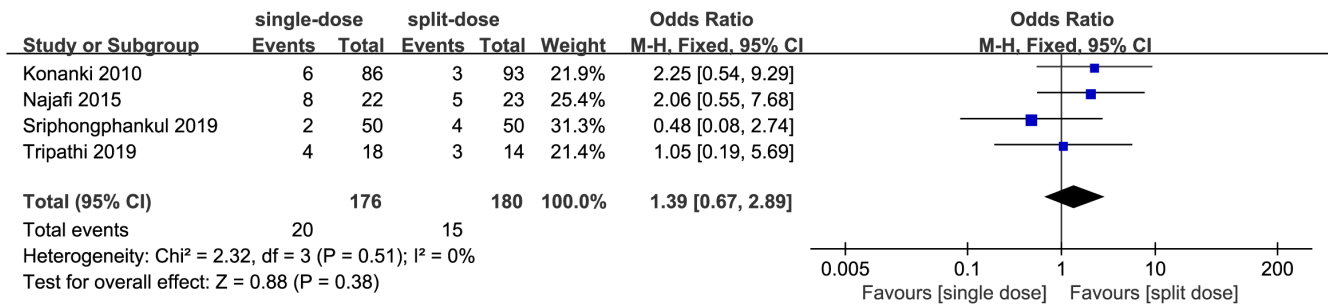 single-dose split-dose Odds Ratio Odds Ratio
Study or Subgroup Events Total Events Total Weight M-H, Fixed, 95% CI M-H, Fixed, 95% CI
Konanki 2010 6 86 3 93 21.9% 2.25 [0.54, 9.29]
Najafi 2015 8 22 5 23 25.4% 2.06 [0.55, 7.68]
Sriphongphankul 2019 2 50 4 50 31.3% 0.48 [0.08, 2.74]
Tripathi 2019 4 18 3 14 21.4% 1.05 [0.19, 5.69]
Total (95% CI) 176 180 100.0% 1.39 [0.67, 2.89]
Total events 20 15
Heterogeneity: Chi² = 2.32, df = 3 (P = 0.51); I² = 0%
Test for overall effect: Z = 0.88 (P = 0.38)
0.005 0.1 1 10 200
Favours [single dose] Favours [split dose]